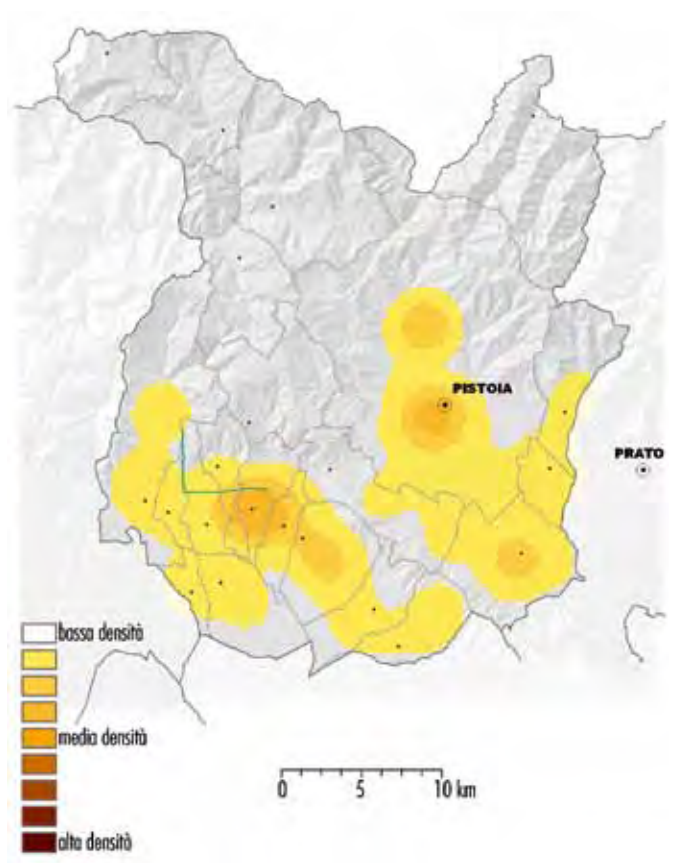 PISTOIA
PRATO
bassa densità
media densità
alta densità
0 5 10 km